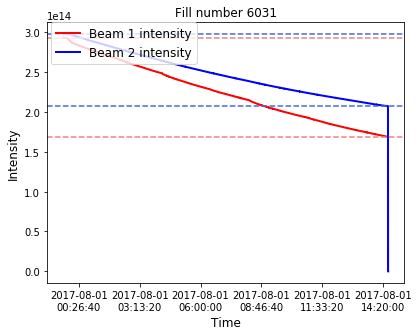 Fill number 6031
1e14
Beam 1 intensity
Beam 2 intensity
3.0
2.5
2.0
1.5
1.0
0.5
0.0
Intensity
2017-08-01 2017-08-01 2017-08-01 2017-08-01 2017-08-01 2017-08-01
00:26:40 03:13:20 06:00:00 08:46:40 11:33:20 14:20:00
Time